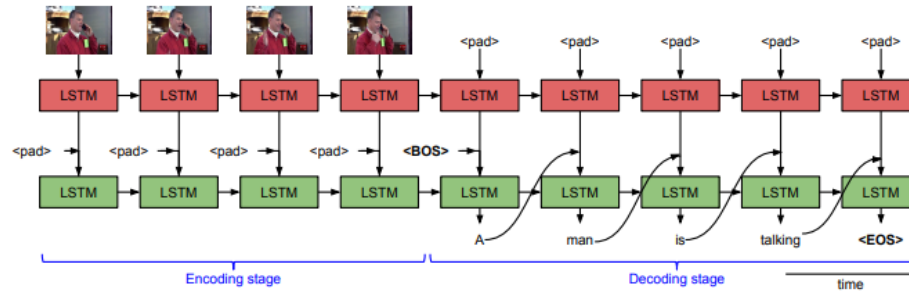 <pad> <pad> <pad> <pad> <pad>
LSTM LSTM LSTM LSTM LSTM LSTM LSTM LSTM LSTM
<pad> <pad> <pad> <pad> <BOS>
LSTM LSTM LSTM LSTM LSTM LSTM LSTM LSTM LSTM
A man is talking <EOS>
Encoding stage Decoding stage
time